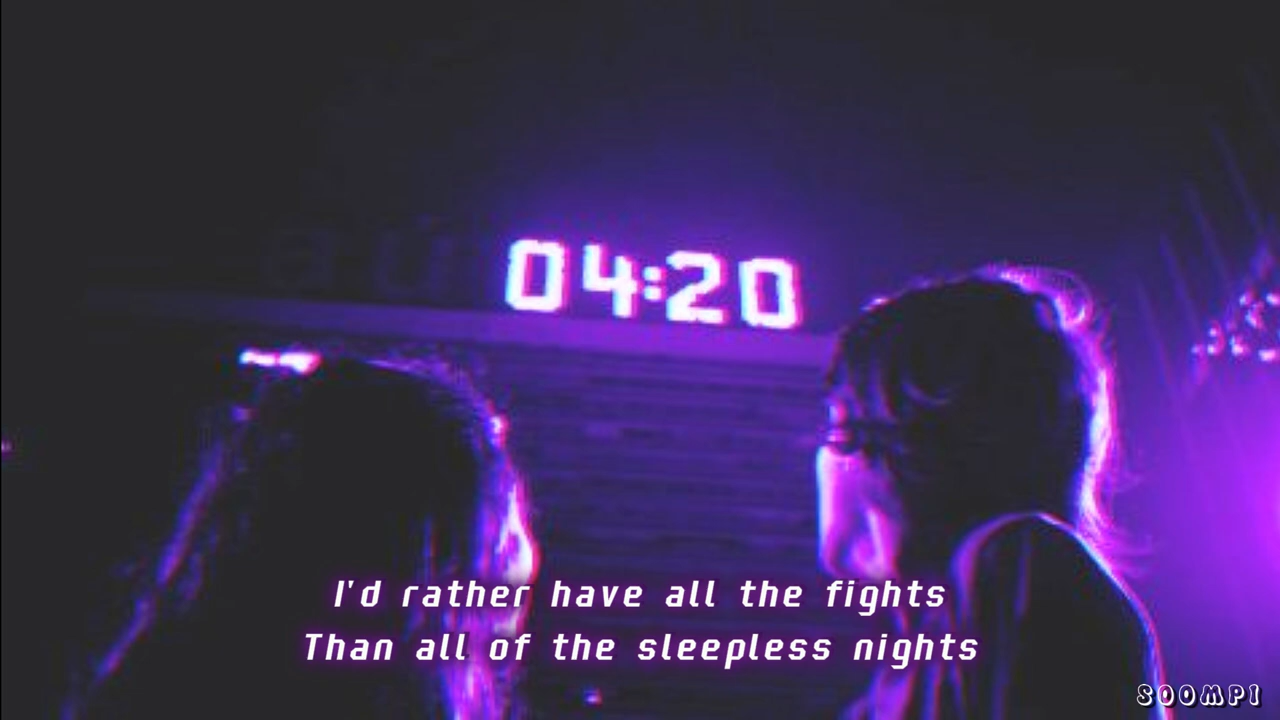 04:20
I'd rather have all the fights
Than all of the sleepless nights
SOOMPI